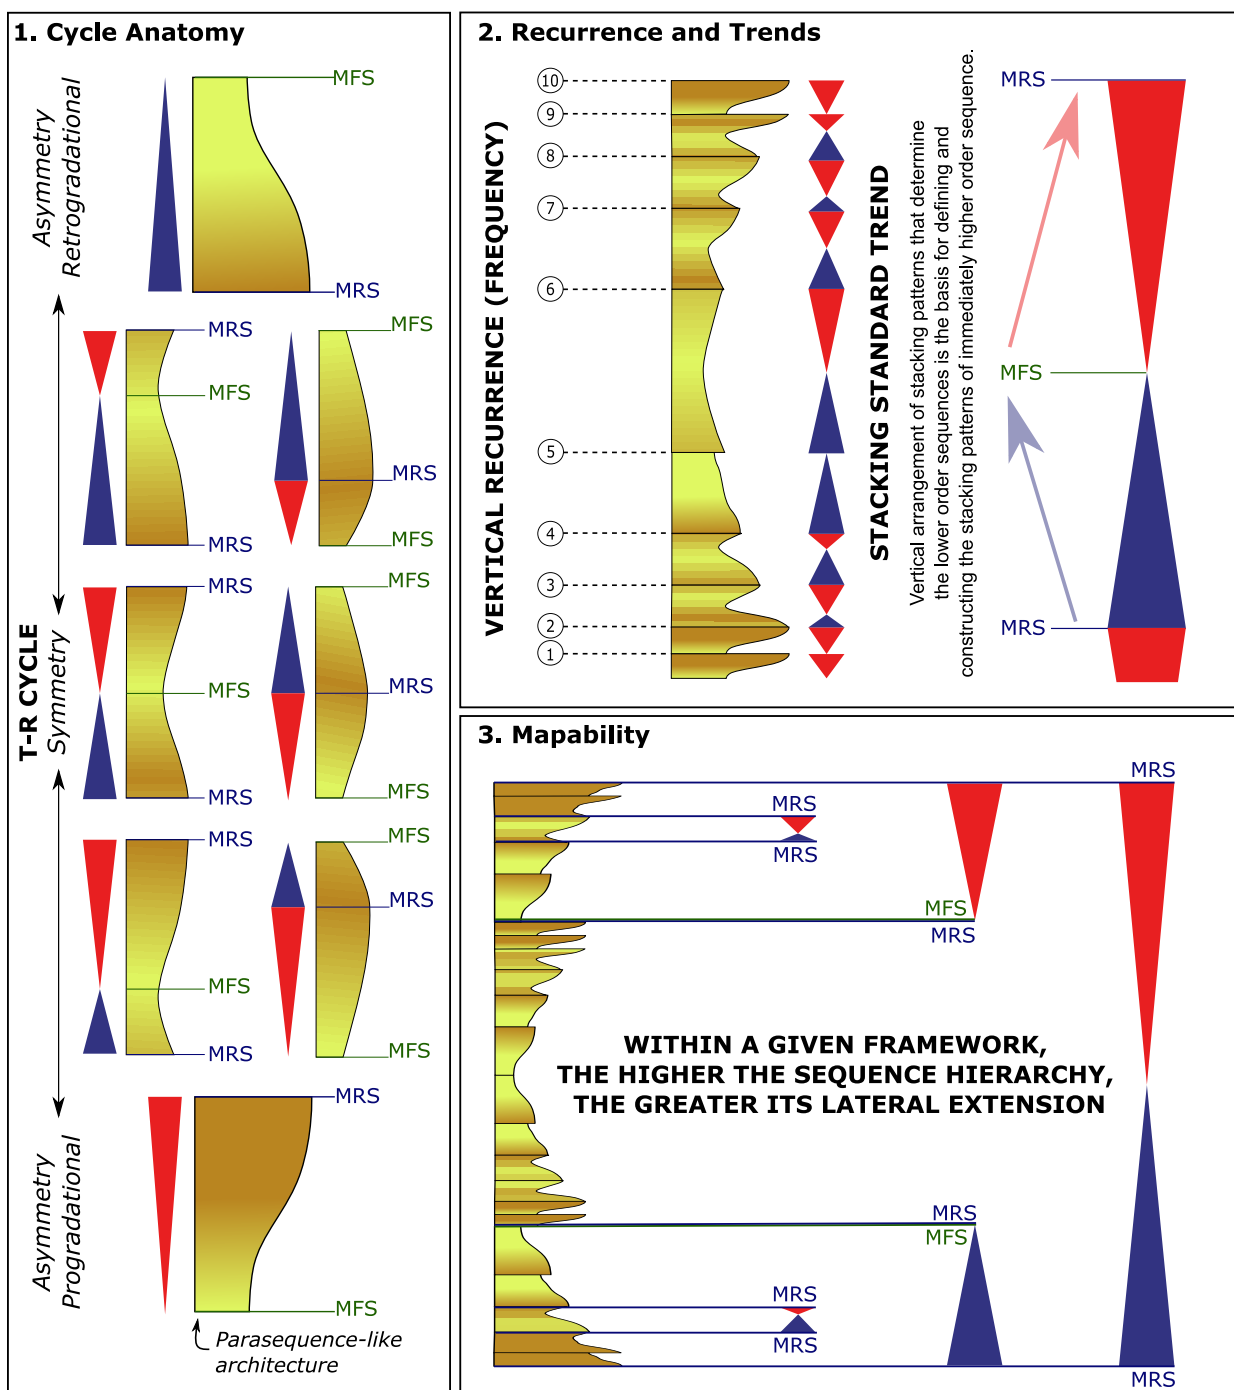 1. Cycle Anatomy
Asymmetry
Retrogradational
MFS
MRS
MRS
MFS
MRS
MFS
MRS
MFS
T-R CYCLE
Symmetry
MRS
MFS
MRS
MFS
MRS
MFS
MRS
MFS
MRS
MFS
MRS
MFS
Asymmetry
Progradational
MRS
MFS
Parasequence-like
architecture
2. Recurrence and Trends
VERTICAL RECURRENCE (FREQUENCY)
10
9
8
7
6
5
4
3
2
1
STACKING STANDARD TREND
Vertical arrangement of stacking patterns that determine
the lower order sequences is the basis for defining and
constructing the stacking patterns of immediately higher order sequence.
MRS
MFS
MRS
3. Mapability
MRS
MRS
MRS
MFS
MRS
WITHIN A GIVEN FRAMEWORK,
THE HIGHER THE SEQUENCE HIERARCHY,
THE GREATER ITS LATERAL EXTENSION
MRS
MFS
MRS
MRS
MRS